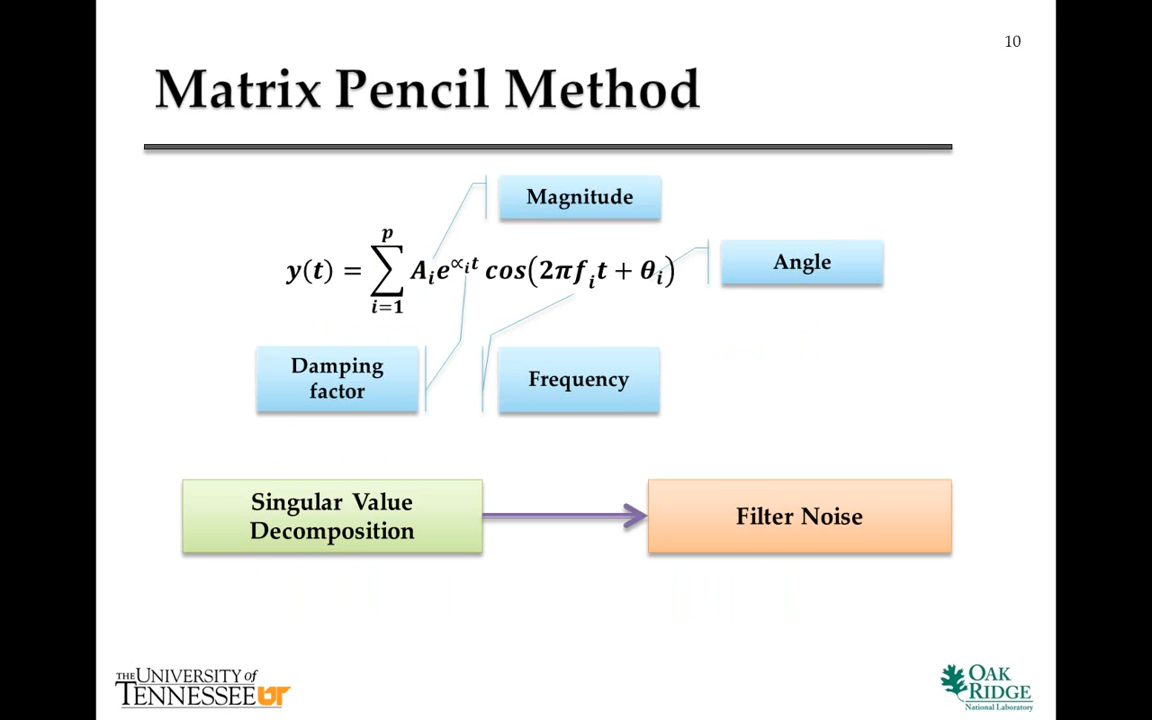 10
Matrix Pencil Method
Magnitude
y(t) = ∑_{i=1}^{p} A_i e^{∝_i t} cos(2πf_i t + θ_i)
Angle
Damping
factor
Frequency
Singular Value
Decomposition
Filter Noise
THE UNIVERSITY of
TENNESSEE UT
OAK
RIDGE
National Laboratory